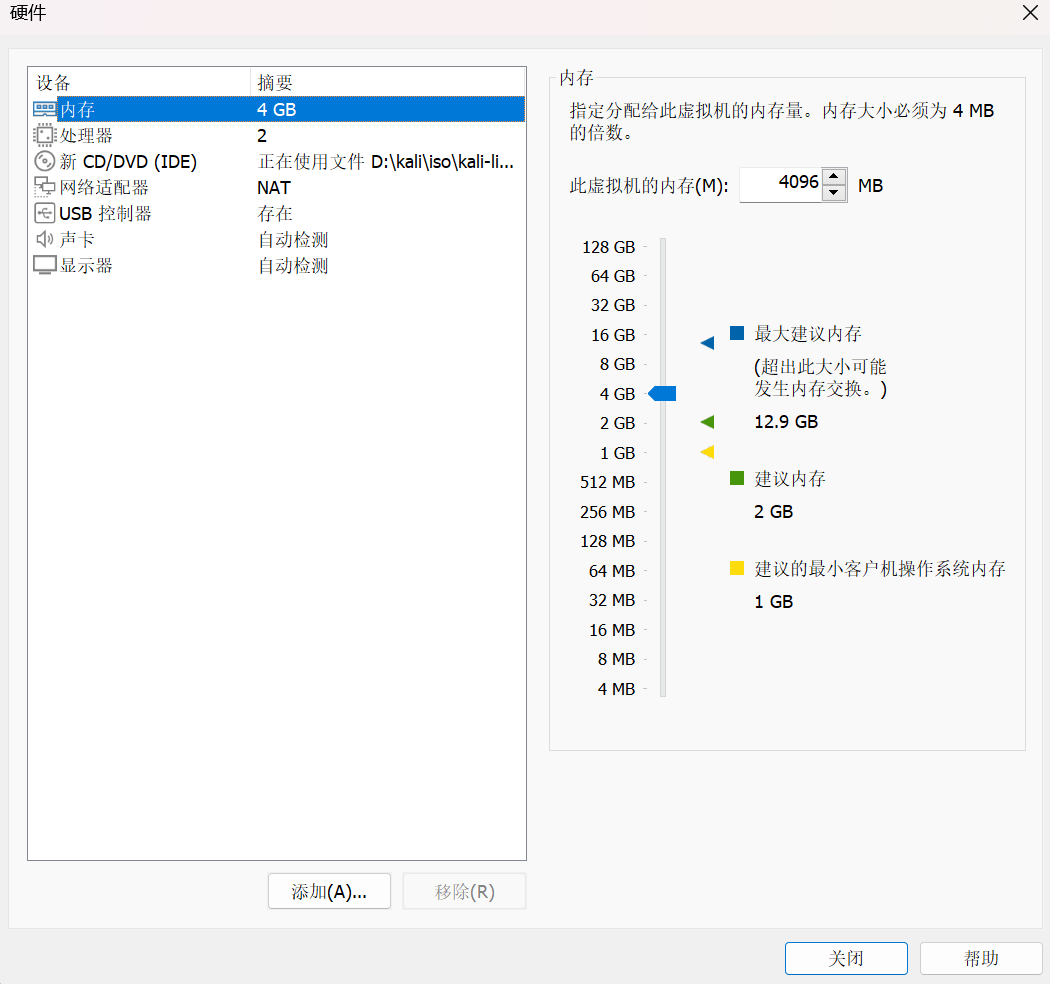 硬件
设备 摘要
内存 4 GB
处理器 2
新 CD/DVD (IDE) 正在使用文件 D:\kali\iso\kali-li...
网络适配器 NAT
USB 控制器 存在
声卡 自动检测
显示器 自动检测
添加(A)... 移除(R)
内存
指定分配给此虚拟机的内存量。内存大小必须为 4 MB
的倍数。
此虚拟机的内存(M): 4096 MB
128 GB
64 GB
32 GB
16 GB
8 GB
4 GB
2 GB
1 GB
512 MB
256 MB
128 MB
64 MB
32 MB
16 MB
8 MB
4 MB
最大建议内存
(超出此大小可能
发生内存交换。)
12.9 GB
建议内存
2 GB
建议的最小客户机操作系统内存
1 GB
关闭 帮助